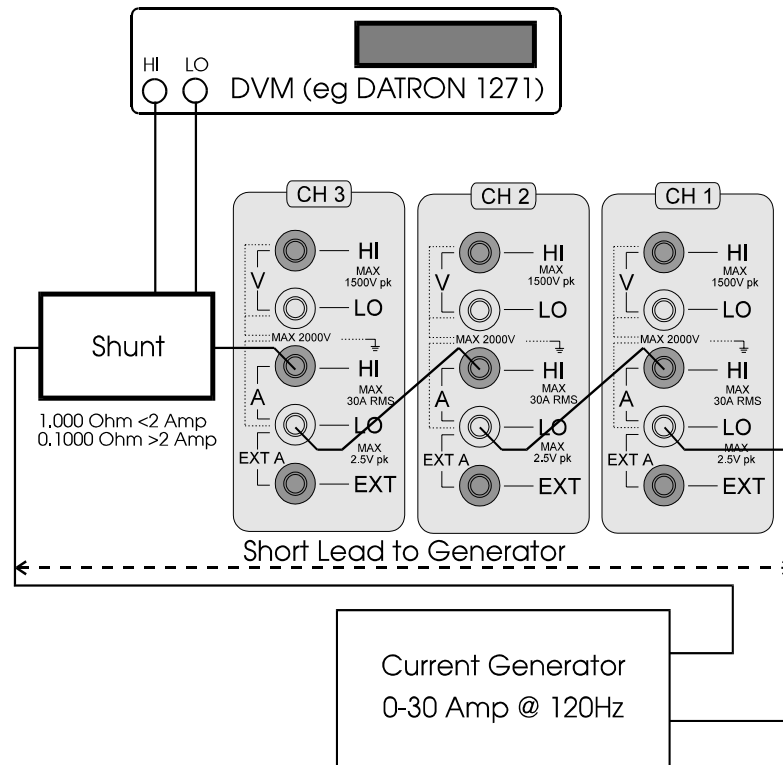 HI LO
DVM (eg DATRON 1271)
CH 3
HI
MAX
1500V pk
V
LO
MAX 2000V
HI
MAX
30A RMS
A
LO
MAX
2.5V pk
EXT A
EXT
CH 2
HI
MAX
1500V pk
V
LO
MAX 2000V
HI
MAX
30A RMS
A
LO
MAX
2.5V pk
EXT A
EXT
CH 1
HI
MAX
1500V pk
V
LO
MAX 2000V
HI
MAX
30A RMS
A
LO
MAX
2.5V pk
EXT A
EXT
Shunt
1.000 Ohm <2 Amp
0.1000 Ohm >2 Amp
Short Lead to Generator
Current Generator
0-30 Amp @ 120Hz